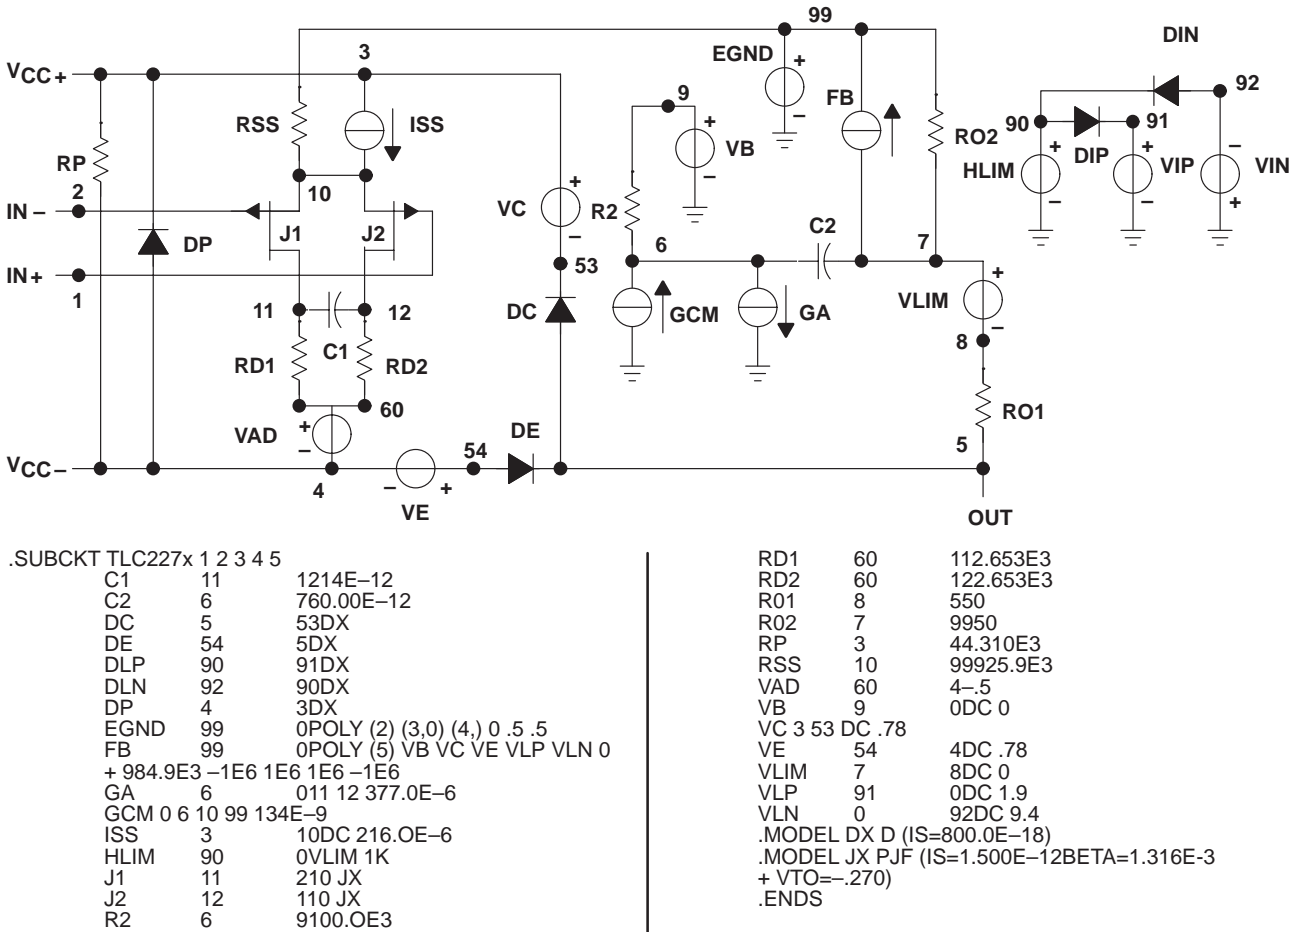 99
DIN
3
EGND
+
VCC+
92
9
FB
RSS
ISS
+
VB
RO2
90
91
RP
DIP
HLIM
VIP
VIN
10
2
IN −
VC
R2
C2
J1
J2
DP
6
7
IN+
53
1
VLIM
11
12
DC
GCM
GA
C1
8
RD1
RD2
60
RO1
VAD
DE
5
54
VCC−
4
VE
OUT
.SUBCKT TLC227x 1 2 3 4 5
C1 11 1214E–12
C2 6 760.00E–12
DC 5 53DX
DE 54 5DX
DLP 90 91DX
DLN 92 90DX
DP 4 3DX
EGND 99 0POLY (2) (3,0) (4,) 0 .5 .5
FB 99 0POLY (5) VB VC VE VLP VLN 0
+ 984.9E3 –1E6 1E6 1E6 –1E6
GA 6 011 12 377.0E–6
GCM 0 6 10 99 134E–9
ISS 3 10DC 216.OE–6
HLIM 90 0VLIM 1K
J1 11 210 JX
J2 12 110 JX
R2 6 9100.OE3
RD1 60 112.653E3
RD2 60 122.653E3
R01 8 550
R02 7 9950
RP 3 44.310E3
RSS 10 99925.9E3
VAD 60 4–.5
VB 9 0DC 0
VC 3 53 DC .78
VE 54 4DC .78
VLIM 7 8DC 0
VLP 91 0DC 1.9
VLN 0 92DC 9.4
.MODEL DX D (IS=800.0E–18)
.MODEL JX PJF (IS=1.500E–12BETA=1.316E-3
+ VTO=–.270)
.ENDS